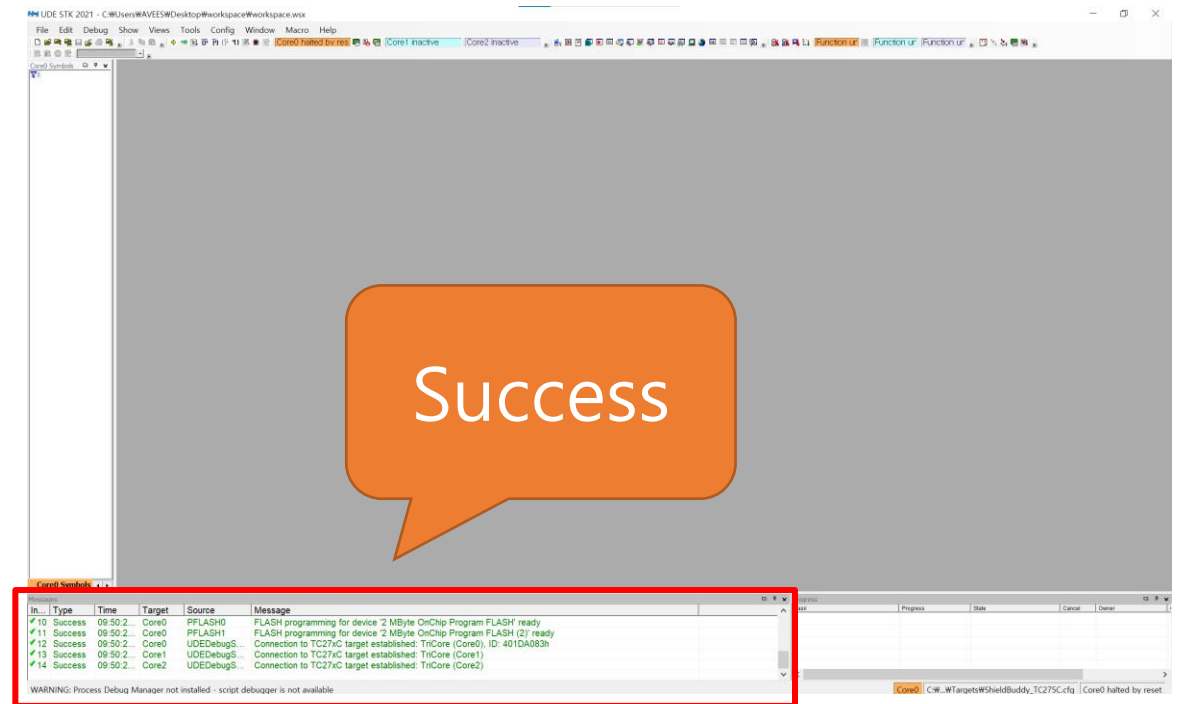 UDE STK 2021 - C:₩Users₩AVEES₩Desktop₩workspace₩workspace.wsx
File Edit Debug Show Views Tools Config Window Macro Help
Core0 halted by res Core1 inactive Core2 inactive Function ur Function ur Function ur
Core0 Symbols
Success
Core0 Symbols
Messages
In... Type Time Target Source Message
10 Success 09:50:2... Core0 PFLASH0 FLASH programming for device '2 MByte OnChip Program FLASH' ready
11 Success 09:50:2... Core0 PFLASH1 FLASH programming for device '2 MByte OnChip Program FLASH (2)' ready
12 Success 09:50:2... Core0 UDEDebugS... Connection to TC27xC target established: TriCore (Core0), ID: 401DA083h
13 Success 09:50:2... Core1 UDEDebugS... Connection to TC27xC target established: TriCore (Core1)
14 Success 09:50:2... Core2 UDEDebugS... Connection to TC27xC target established: TriCore (Core2)
Progress State Cancel Owner
WARNING: Process Debug Manager not installed - script debugger is not available
Core0 C:₩...₩Targets₩ShieldBuddy_TC275C.cfg Core0 halted by reset